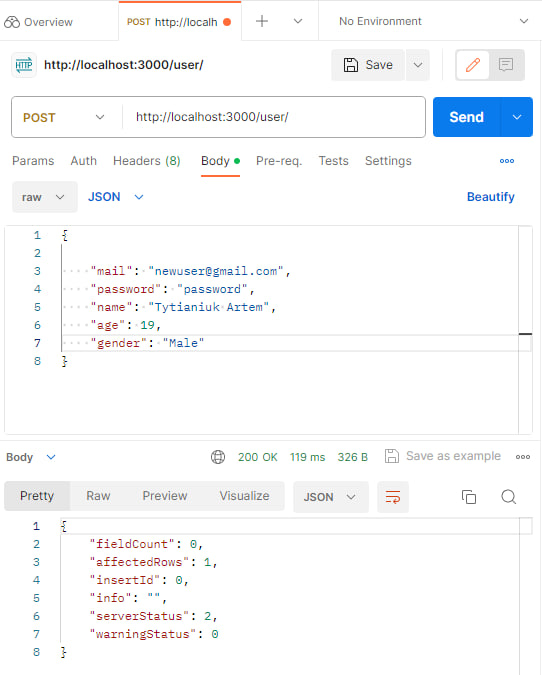 Overview
POST http://localh
No Environment
HTTP http://localhost:3000/user/
Save
POST
http://localhost:3000/user/
Send
Params Auth Headers (8) Body Pre-req. Tests Settings
raw JSON Beautify
1 {
2
3 "mail": "newuser@gmail.com",
4 "password": "password",
5 "name": "Tytianiuk Artem",
6 "age": 19,
7 "gender": "Male"
8 }
Body 200 OK 119 ms 326 B Save as example
Pretty Raw Preview Visualize JSON
1 {
2 "fieldCount": 0,
3 "affectedRows": 1,
4 "insertId": 0,
5 "info": "",
6 "serverStatus": 2,
7 "warningStatus": 0
8 }